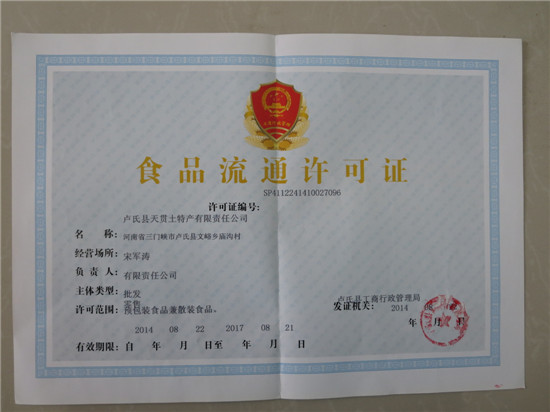 食品流通许可证
SP4112241410027096
许可证编号:
卢氏县天贯土特产有限责任公司
名 称: 河南省三门峡市卢氏县文峪乡庙沟村
经营场所: 宋军涛
负 责 人: 有限责任公司
主体类型: 批发
零售
许可范围: 预包装食品兼散装食品。
卢氏县工商行政管理局
发证机关: 2014
年 月 日
2014 08 22 2017 08 21
有效期限: 自 年 月 日至 年 月 日